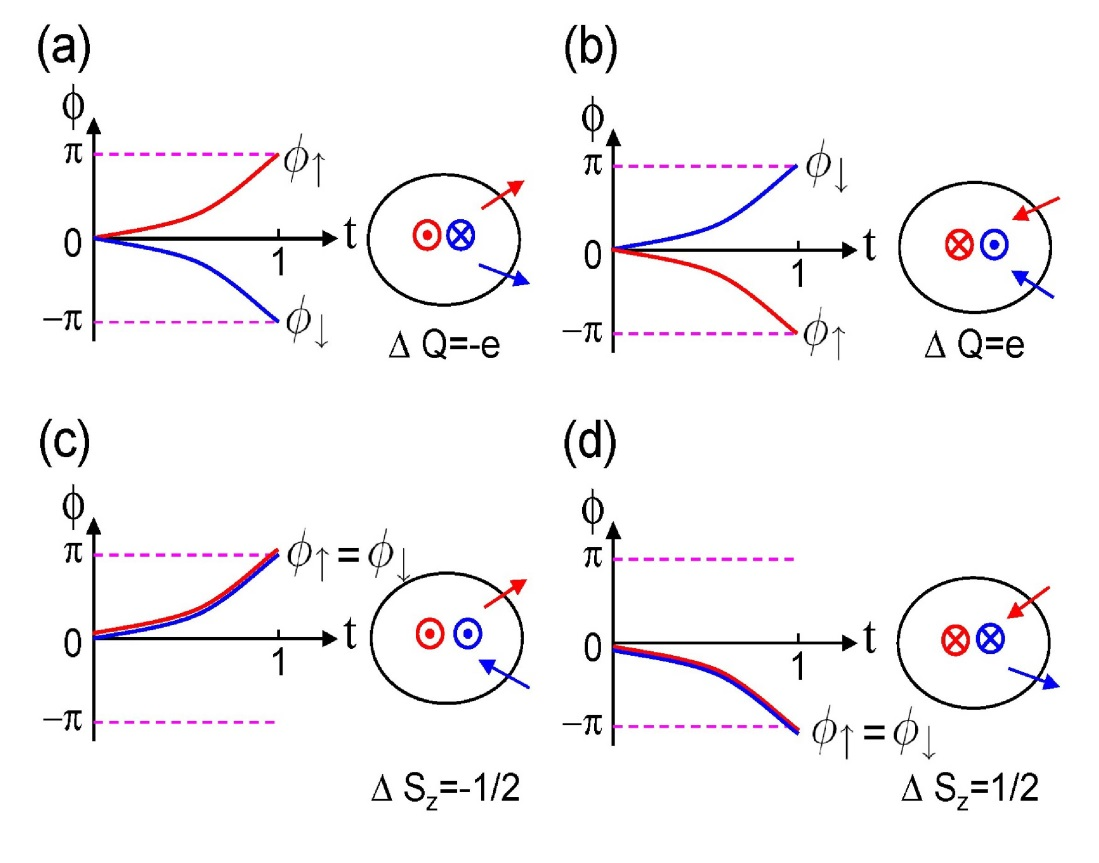 (a)
ϕ
π
ϕ↑
0
t
1
−π
ϕ↓
Δ Q=-e
(b)
ϕ
π
ϕ↓
0
t
1
−π
ϕ↑
Δ Q=e
(c)
ϕ
π
ϕ↑=ϕ↓
0
t
1
−π
Δ Sz=-1/2
(d)
ϕ
π
0
t
1
−π
ϕ↑=ϕ↓
Δ Sz=1/2